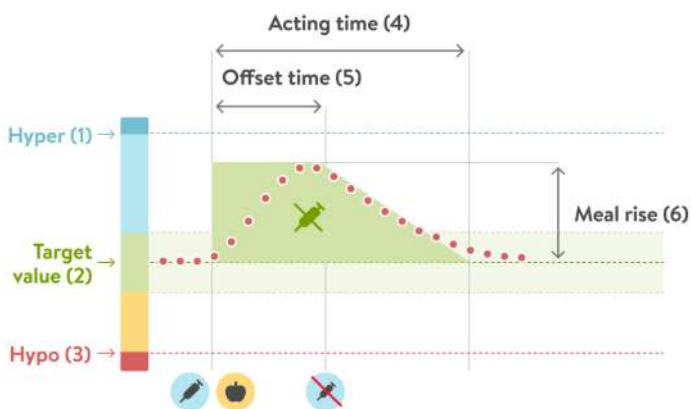 Acting time (4)
Offset time (5)
Hyper (1)
Meal rise (6)
Target
value (2)
Hypo (3)